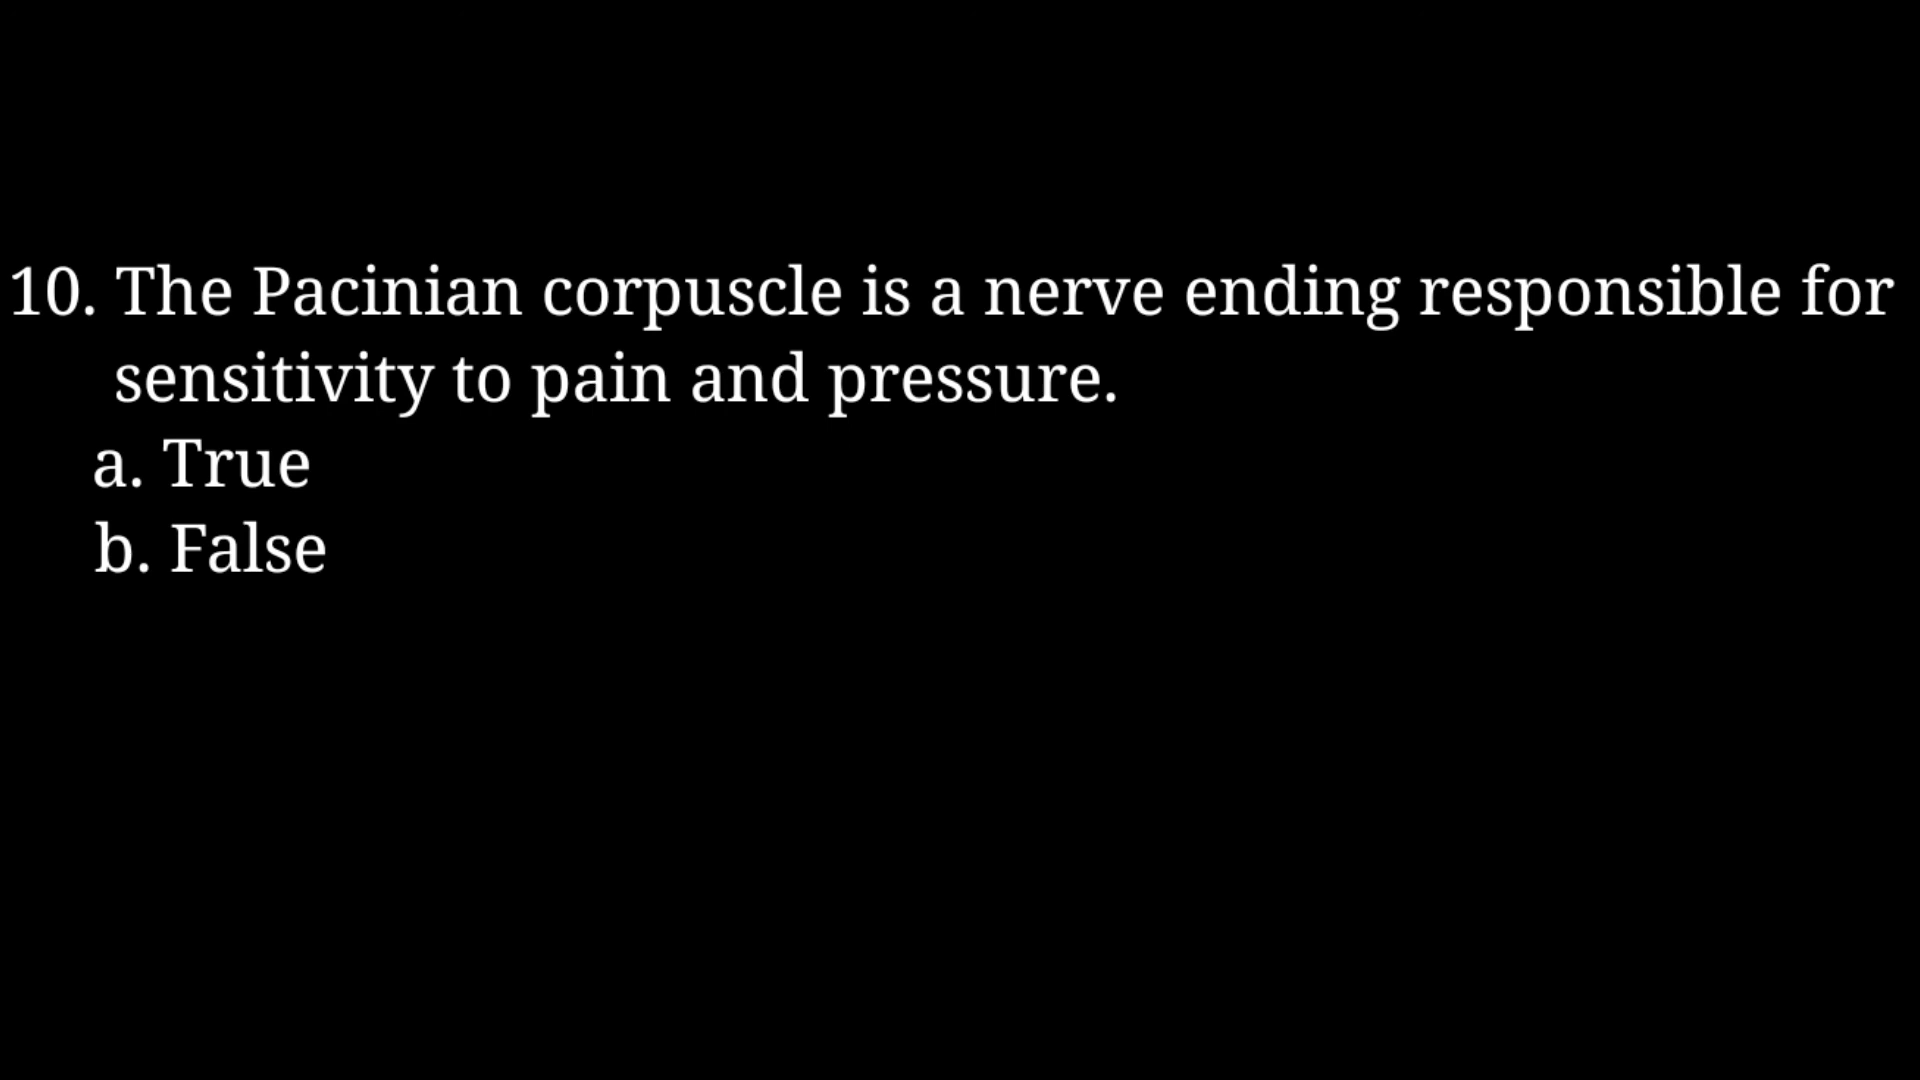 10. The Pacinian corpuscle is a nerve ending responsible for
sensitivity to pain and pressure.
a. True
b. False